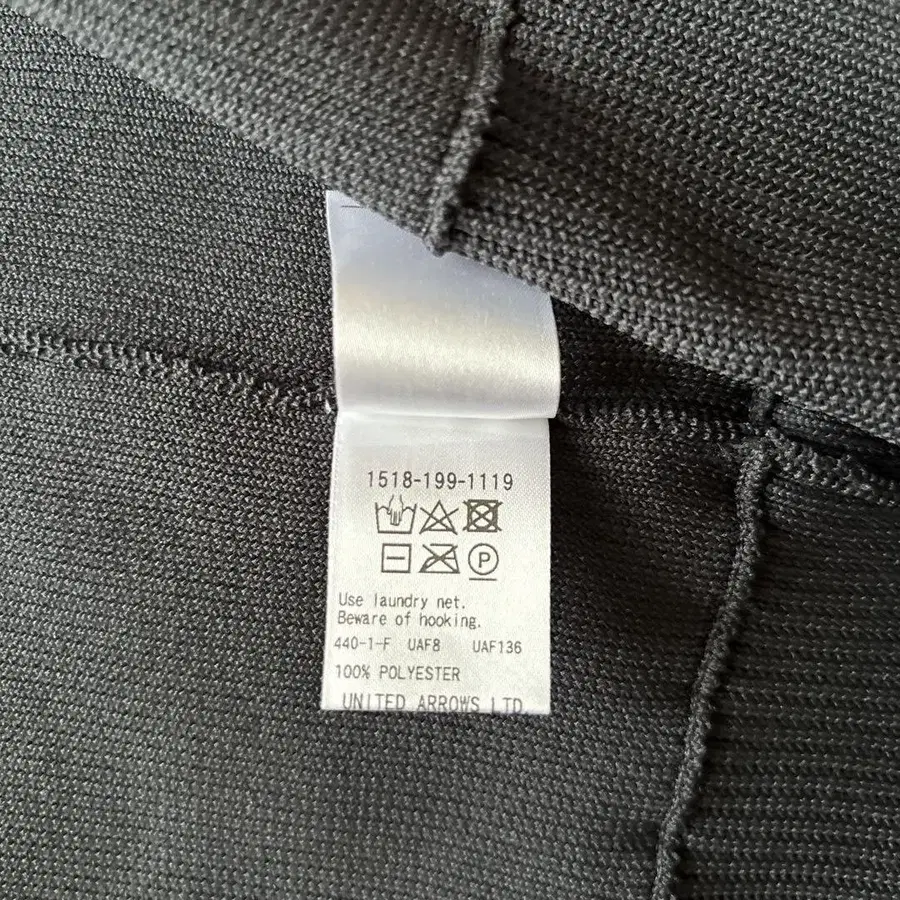 1518-199-1119
P
Use laundry net.
Beware of hooking.
440-1-F UAF8 UAF136
100% POLYESTER
UNITED ARROWS LTD